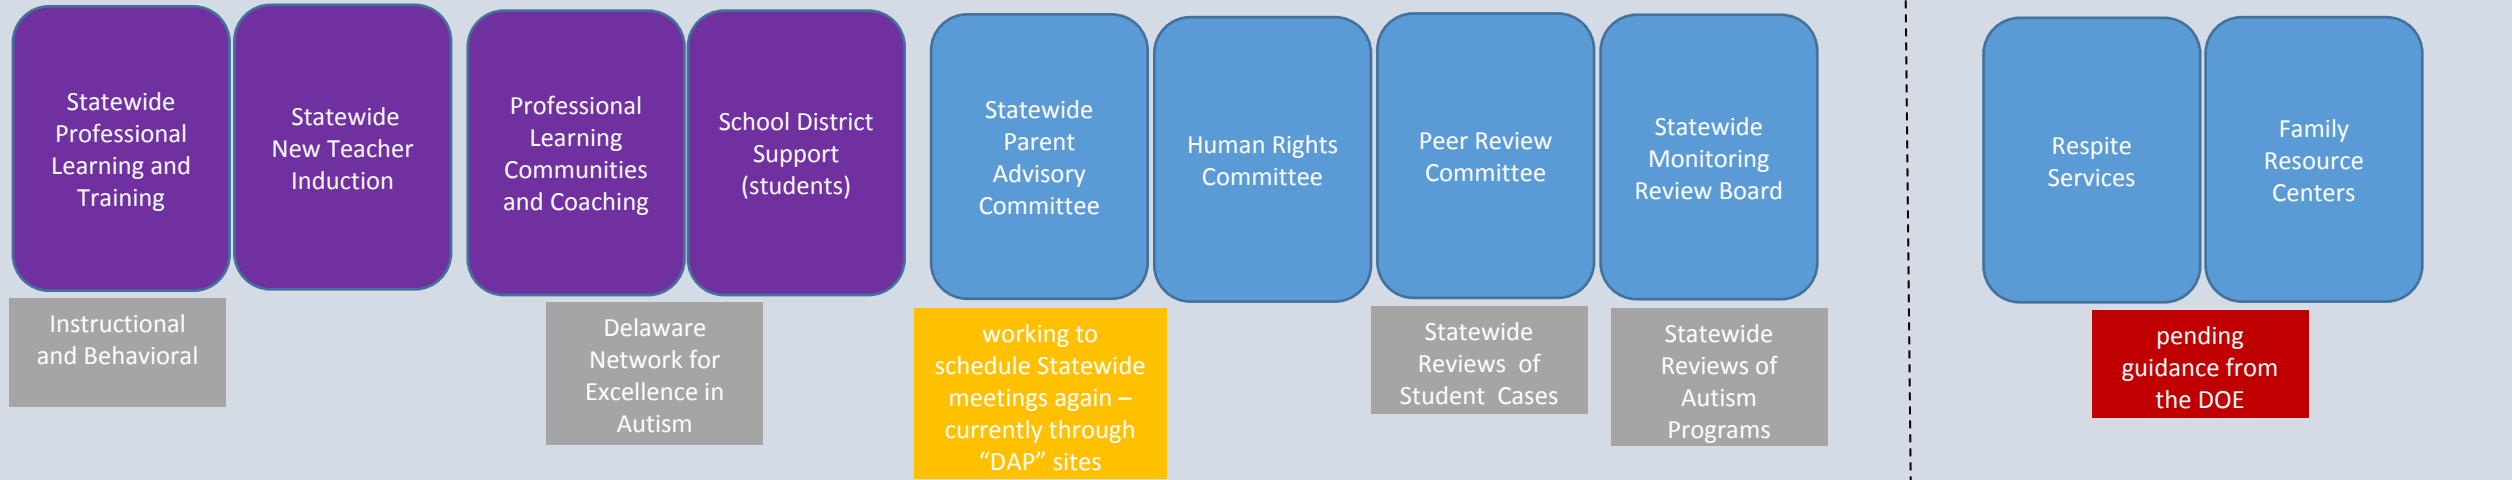 Statewide
Professional
Learning and
Training
Statewide
New Teacher
Induction
Professional
Learning
Communities
and Coaching
School District
Support
(students)
Statewide
Parent
Advisory
Committee
Human Rights
Committee
Peer Review
Committee
Statewide
Monitoring
Review Board
Respite
Services
Family
Resource
Centers
Instructional
and Behavioral
Delaware
Network for
Excellence in
Autism
working to
schedule Statewide
meetings again –
currently through
“DAP” sites
Statewide
Reviews of
Student Cases
Statewide
Reviews of
Autism
Programs
pending
guidance from
the DOE